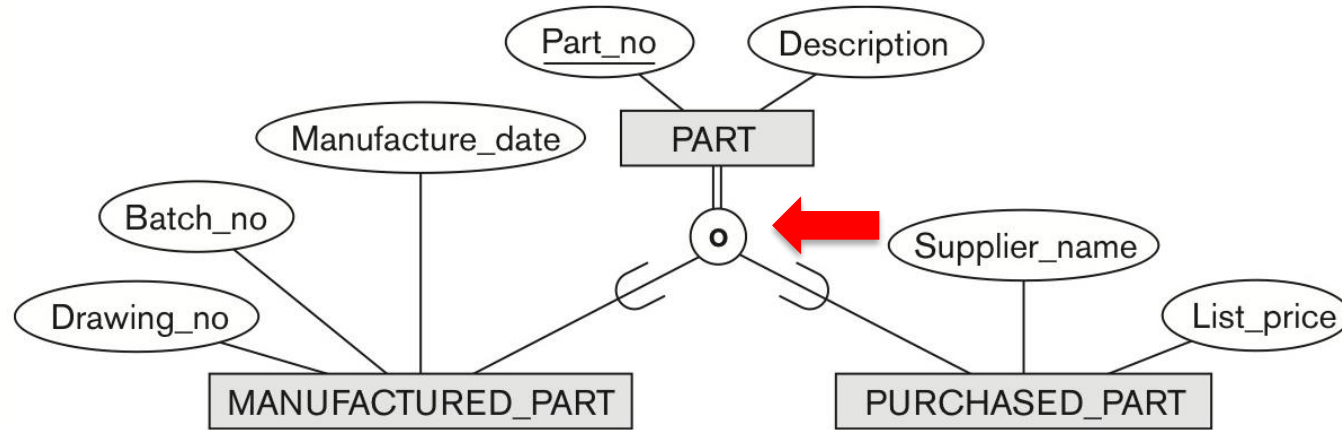 Part_no
Description
Manufacture_date
PART
Batch_no
o
Supplier_name
Drawing_no
List_price
MANUFACTURED_PART
PURCHASED_PART